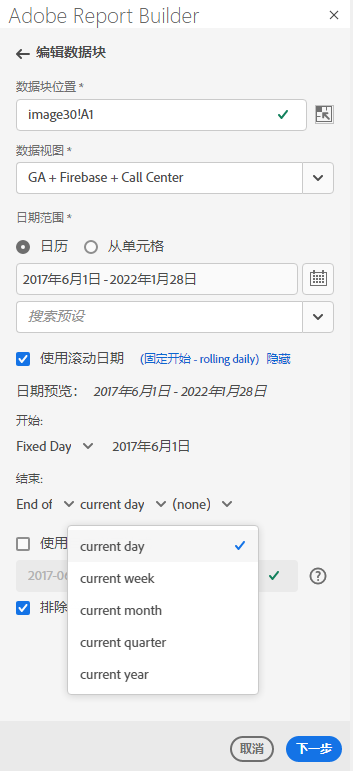 Adobe Report Builder
编辑数据块
数据块位置 *
image30!A1
数据视图 *
GA + Firebase + Call Center
日期范围 *
日历 从单元格
2017年6月1日 - 2022年1月28日
搜索预设
使用滚动日期 (固定开始 - rolling daily) 隐藏
日期预览： 2017年6月1日 - 2022年1月28日
开始:
Fixed Day 2017年6月1日
结束:
End of current day (none)
使用
current day
2017-0
current week
排除
current month
current quarter
current year
取消 下一步